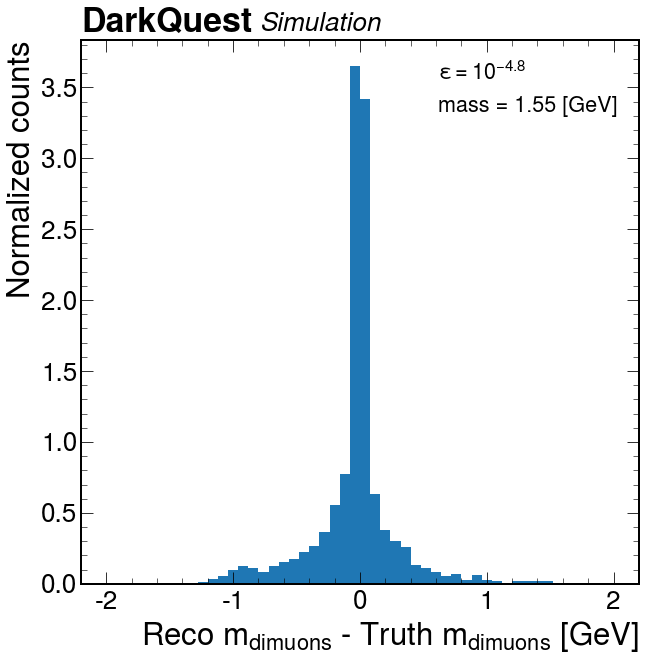 DarkQuest Simulation
ε = 10^−4.8
mass = 1.55 [GeV]
Normalized counts
3.5
3.0
2.5
2.0
1.5
1.0
0.5
0.0
-2 -1 0 1 2
Reco m_dimuons - Truth m_dimuons [GeV]